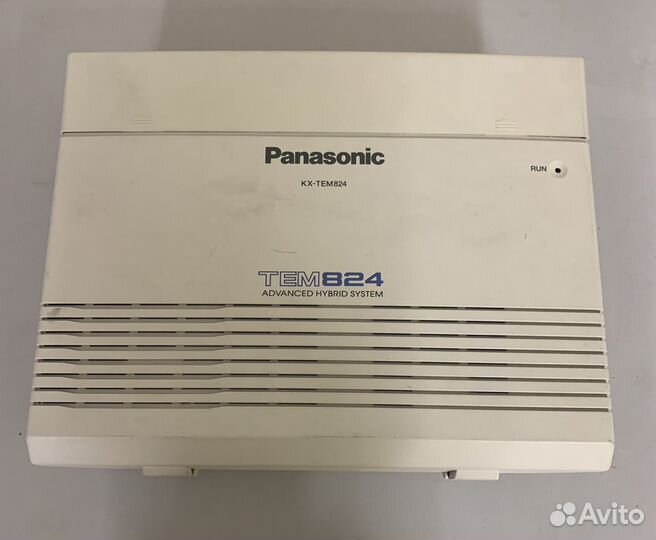 Panasonic
KX-TEM824
RUN
TEM824
ADVANCED HYBRID SYSTEM
Avito